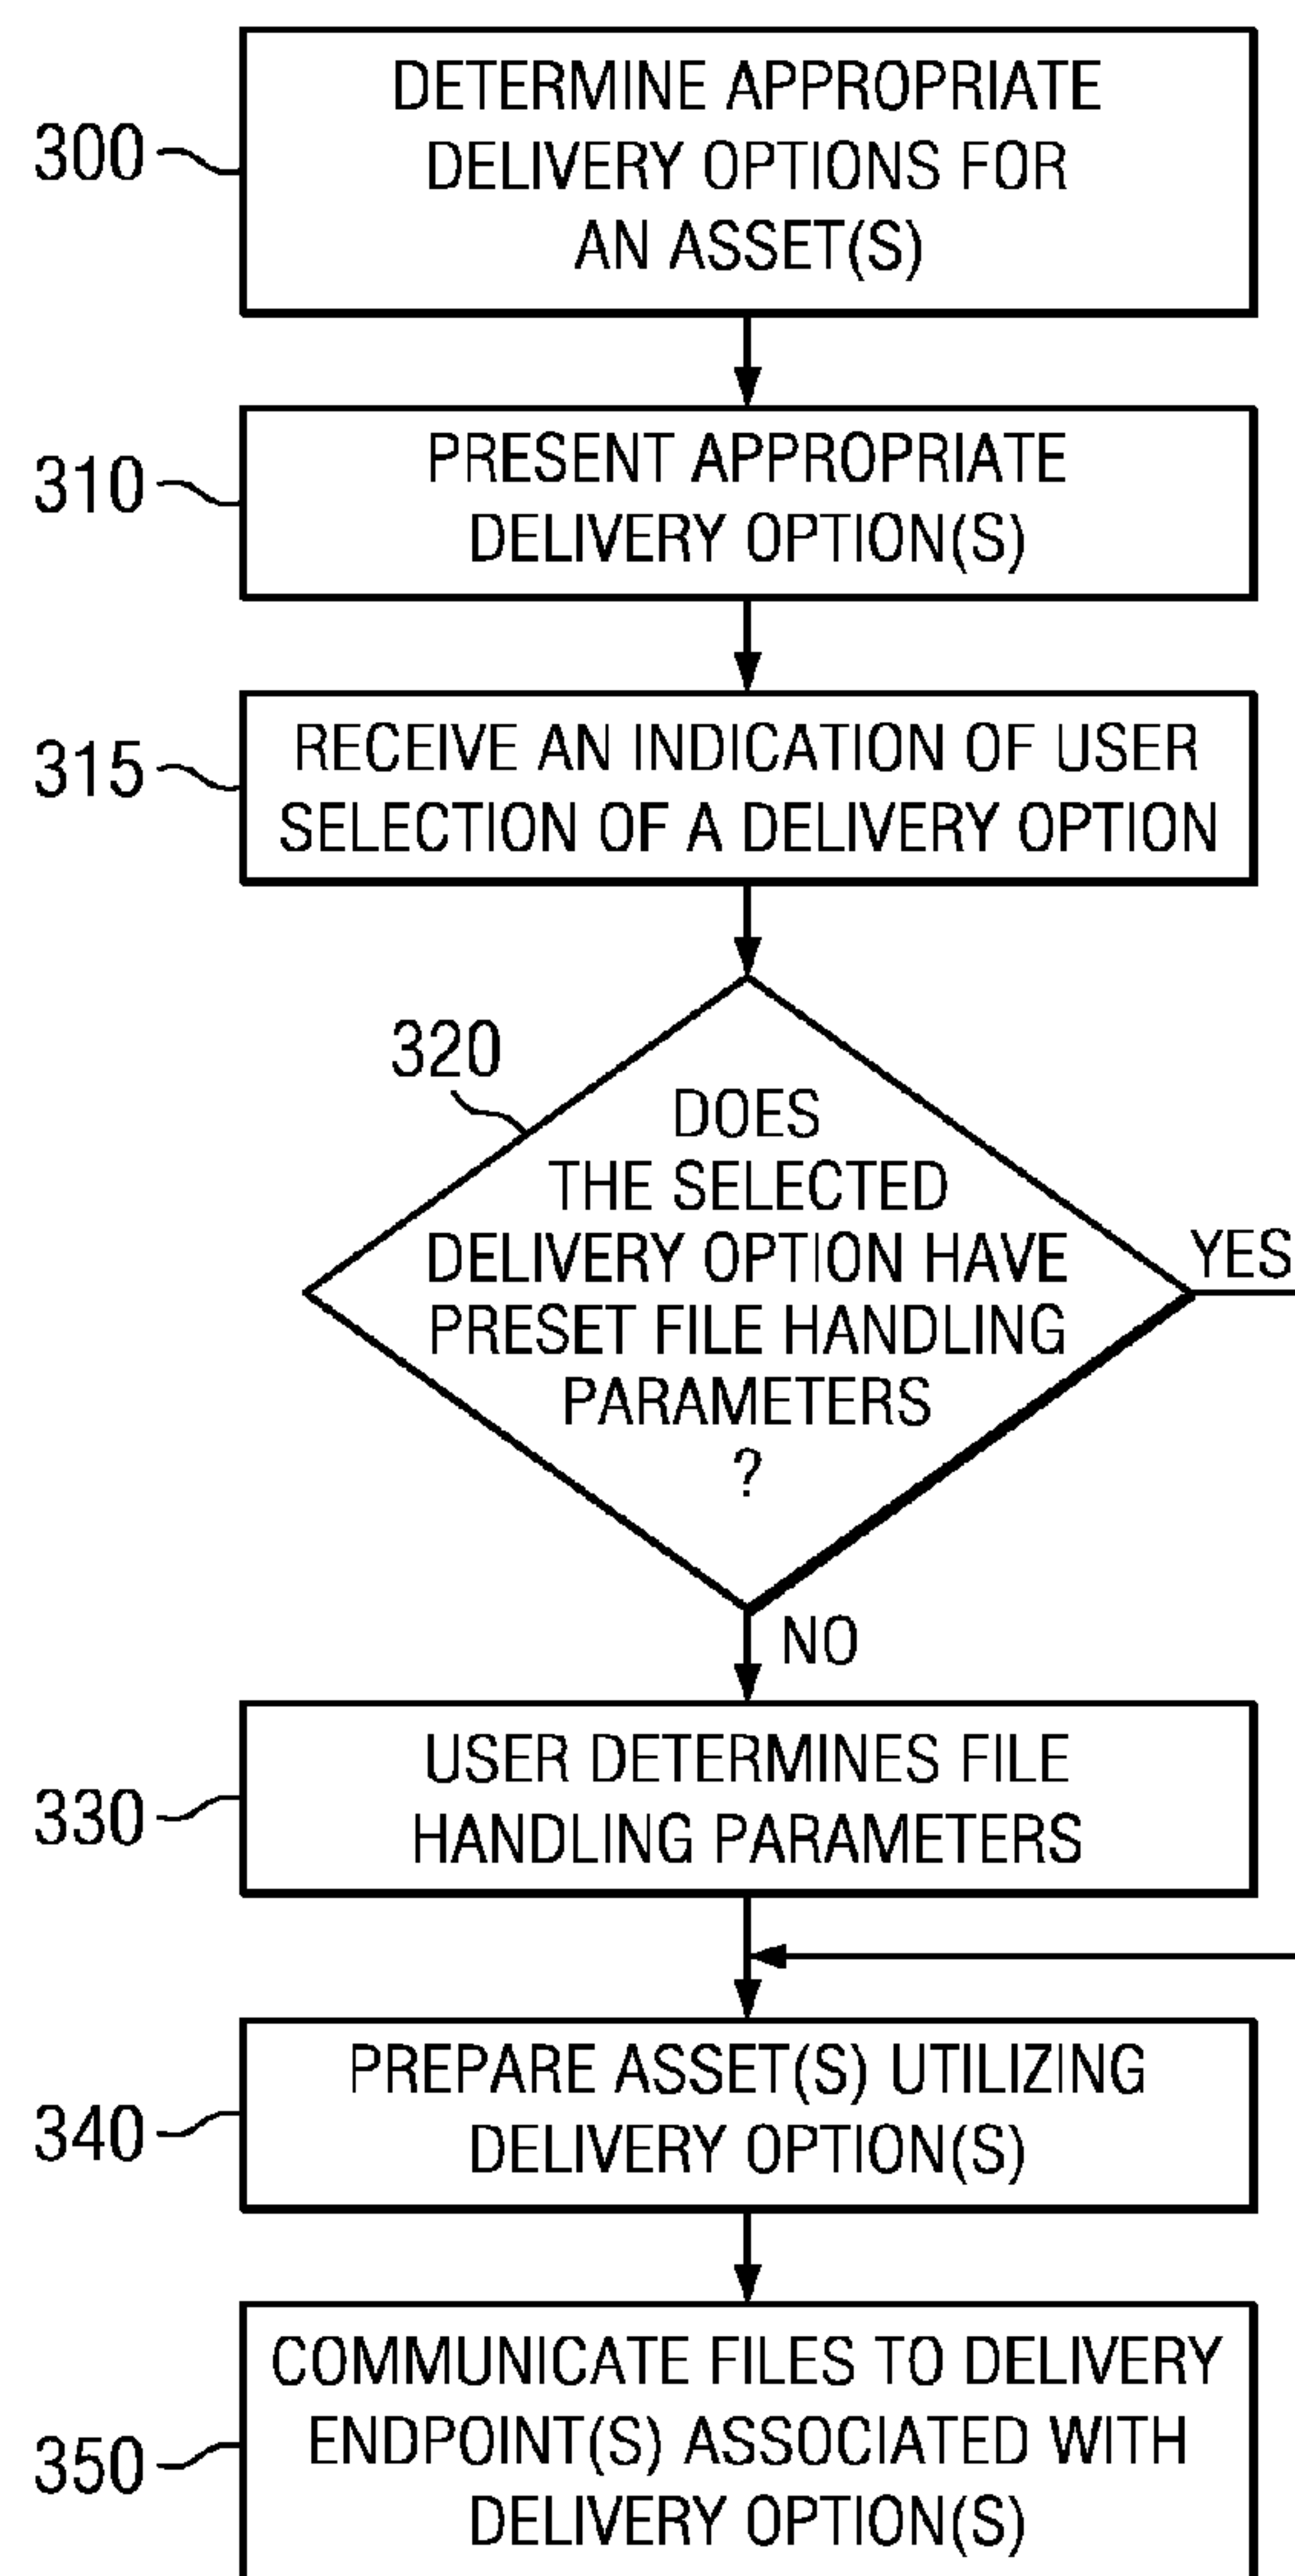 300
DETERMINE APPROPRIATE
DELIVERY OPTIONS FOR
AN ASSET(S)
310
PRESENT APPROPRIATE
DELIVERY OPTION(S)
315
RECEIVE AN INDICATION OF USER
SELECTION OF A DELIVERY OPTION
320
DOES
THE SELECTED
DELIVERY OPTION HAVE
PRESET FILE HANDLING
PARAMETERS
?
YES
NO
330
USER DETERMINES FILE
HANDLING PARAMETERS
340
PREPARE ASSET(S) UTILIZING
DELIVERY OPTION(S)
350
COMMUNICATE FILES TO DELIVERY
ENDPOINT(S) ASSOCIATED WITH
DELIVERY OPTION(S)